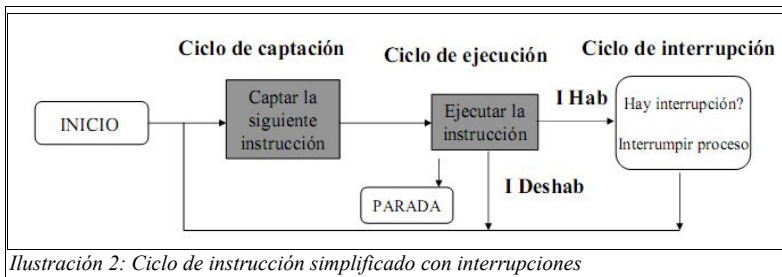 Ciclo de captación
Ciclo de ejecución
Ciclo de interrupción
INICIO
Captar la
siguiente
instrucción
Ejecutar la
instrucción
I Hab
Hay interrupción?
Interrumpir proceso
PARADA
I Deshab
Ilustración 2: Ciclo de instrucción simplificado con interrupciones